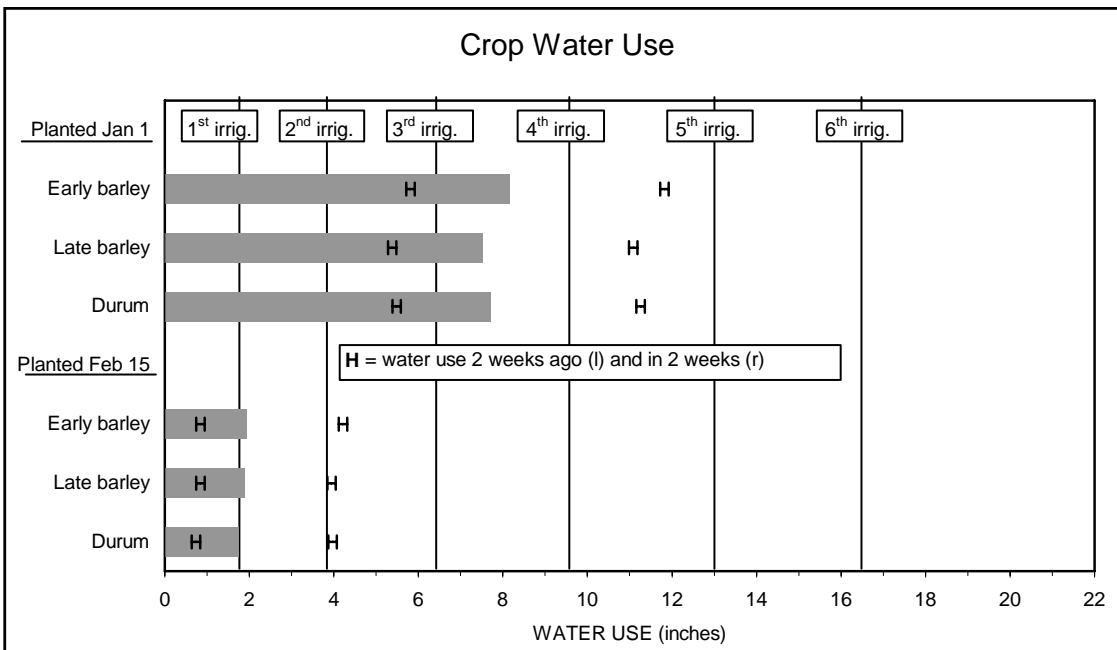 Crop Water Use
Planted Jan 1
1st irrig.
2nd irrig.
3rd irrig.
4th irrig.
5th irrig.
6th irrig.
Early barley
H
H
Late barley
H
H
Durum
H
H
Planted Feb 15
H = water use 2 weeks ago (l) and in 2 weeks (r)
Early barley
H
H
Late barley
H
H
Durum
H
H
0 2 4 6 8 10 12 14 16 18 20 22
WATER USE (inches)